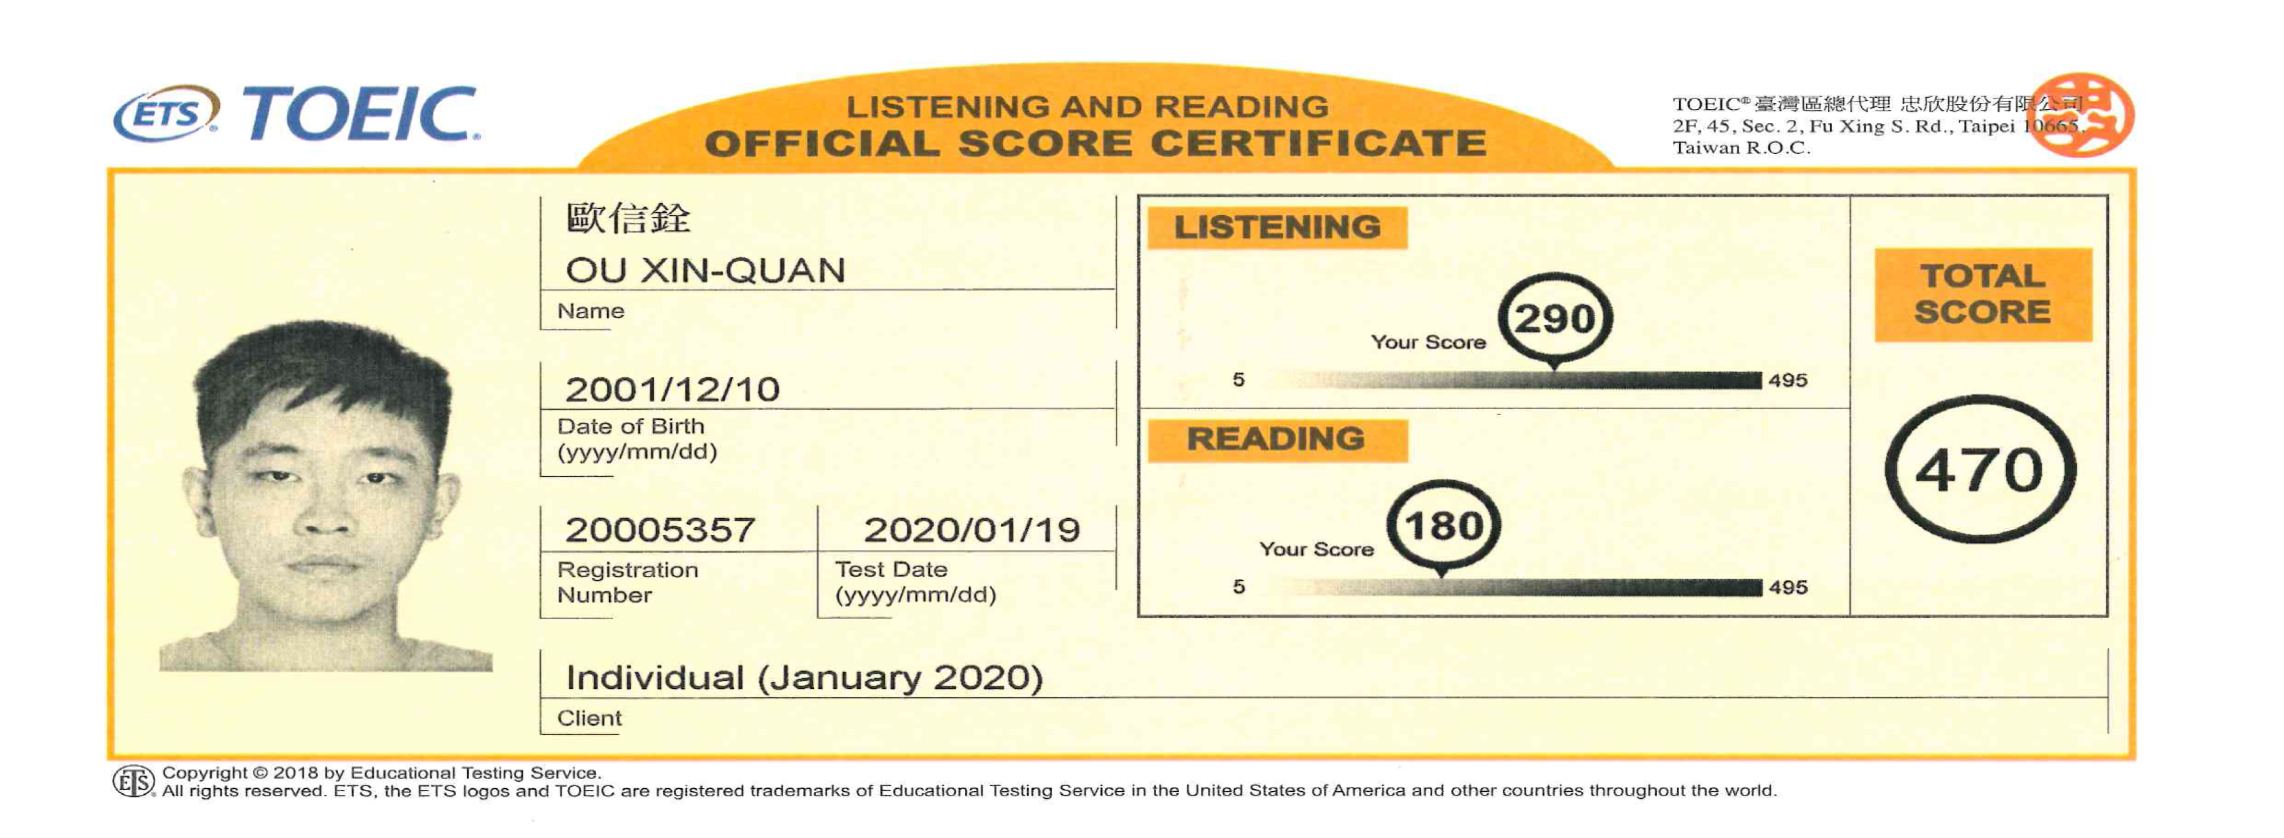 ETS® TOEIC®
LISTENING AND READING
OFFICIAL SCORE CERTIFICATE
TOEIC® 臺灣區總代理 忠欣股份有限公司
2F, 45, Sec. 2, Fu Xing S. Rd., Taipei 10665,
Taiwan R.O.C.
歐信銓
OU XIN-QUAN
Name
2001/12/10
Date of Birth
(yyyy/mm/dd)
20005357
Registration
Number
2020/01/19
Test Date
(yyyy/mm/dd)
LISTENING
Your Score
290
5
495
READING
Your Score
180
5
495
TOTAL
SCORE
470
Individual (January 2020)
Client
ETS® Copyright © 2018 by Educational Testing Service.
All rights reserved. ETS, the ETS logos and TOEIC are registered trademarks of Educational Testing Service in the United States of America and other countries throughout the world.